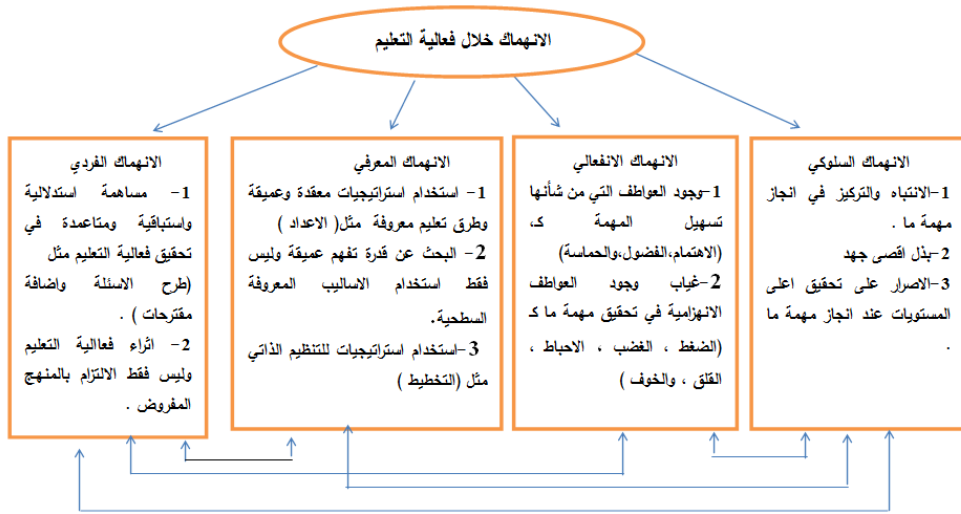 الانهماك خلال فعالية التعليم
الانهماك السلوكي
1-الانتباه والتركيز في انجاز
مهمة ما .
2-بذل اقصى جهد
3-الاصرار على تحقيق اعلى
المستويات عند انجاز مهمة ما
.
الانهماك الانفعالي
1-وجود العواطف التي من شأنها
تسهيل المهمة كـ،
(الاهتمام،الفضول،والحماسة)
2-غياب وجود العواطف
الانهزامية في تحقيق مهمة ما كـ
(الضغط ، الغضب ، الاحباط ،
القلق ، والخوف )
الانهماك المعرفي
1- استخدام استراتيجيات معقدة وعميقة
وطرق تعليم معروفة مثل( الاعداد )
2- البحث عن قدرة تفهم عميقة وليس
فقط استخدام الاساليب المعروفة
السطحية.
3-استخدام استراتيجيات للتنظيم الذاتي
مثل (التخطيط )
الانهماك الفردي
1- مساهمة استدلالية
واستباقية ومتاعمدة في
تحقيق فعالية التعليم مثل
(طرح الاسئلة واضافة
مقترحات ) .
2- اثراء فعاالية التعليم
وليس فقط الالتزام بالمنهج
المفروض .